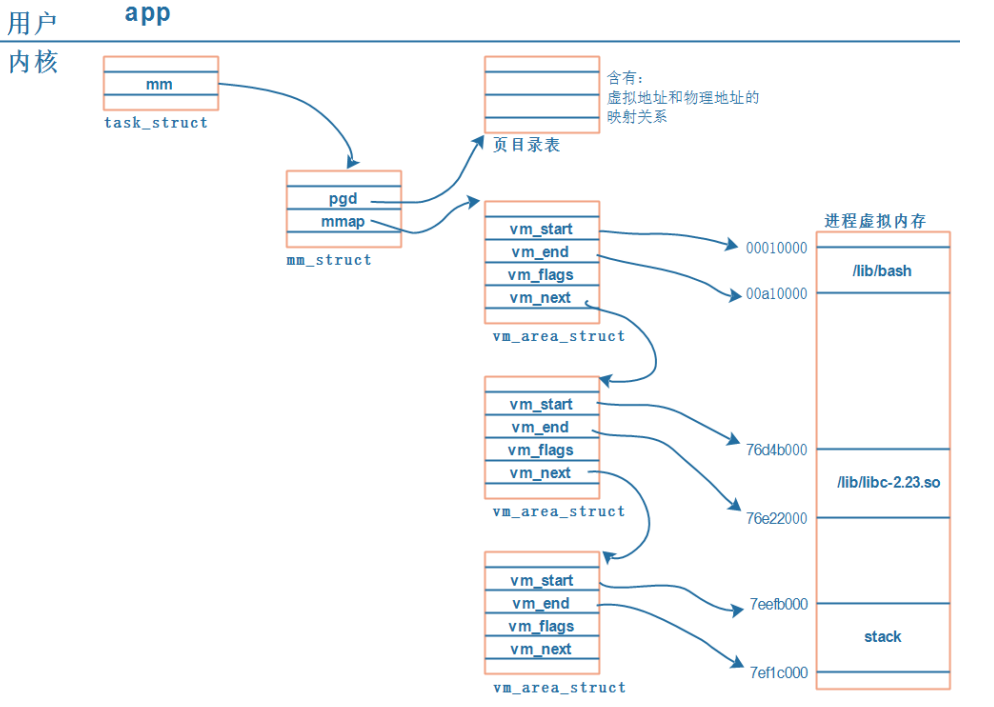 用户 app
内核
mm
task_struct
含有：
虚拟地址和物理地址的
映射关系
页目录表
pgd
mmap
mm_struct
vm_start
vm_end
vm_flags
vm_next
vm_area_struct
vm_start
vm_end
vm_flags
vm_next
vm_area_struct
vm_start
vm_end
vm_flags
vm_next
vm_area_struct
进程虚拟内存
00010000
/lib/bash
00a10000
76d4b000
/lib/libc-2.23.so
76e22000
7eefb000
stack
7ef1c000